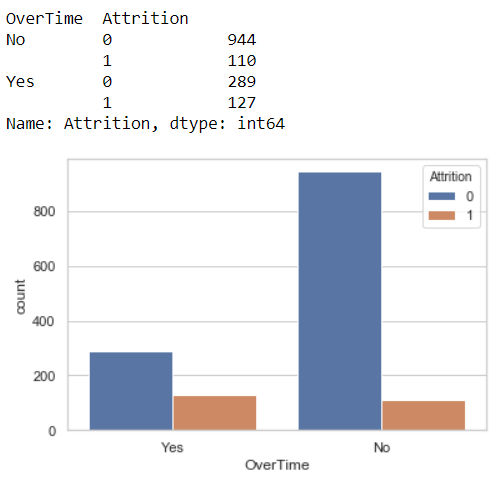 OverTime  Attrition
No        0            944
          1            110
Yes       0            289
          1            127
Name: Attrition, dtype: int64
Attrition
0
1
800
600
400
200
0
count
Yes
No
OverTime